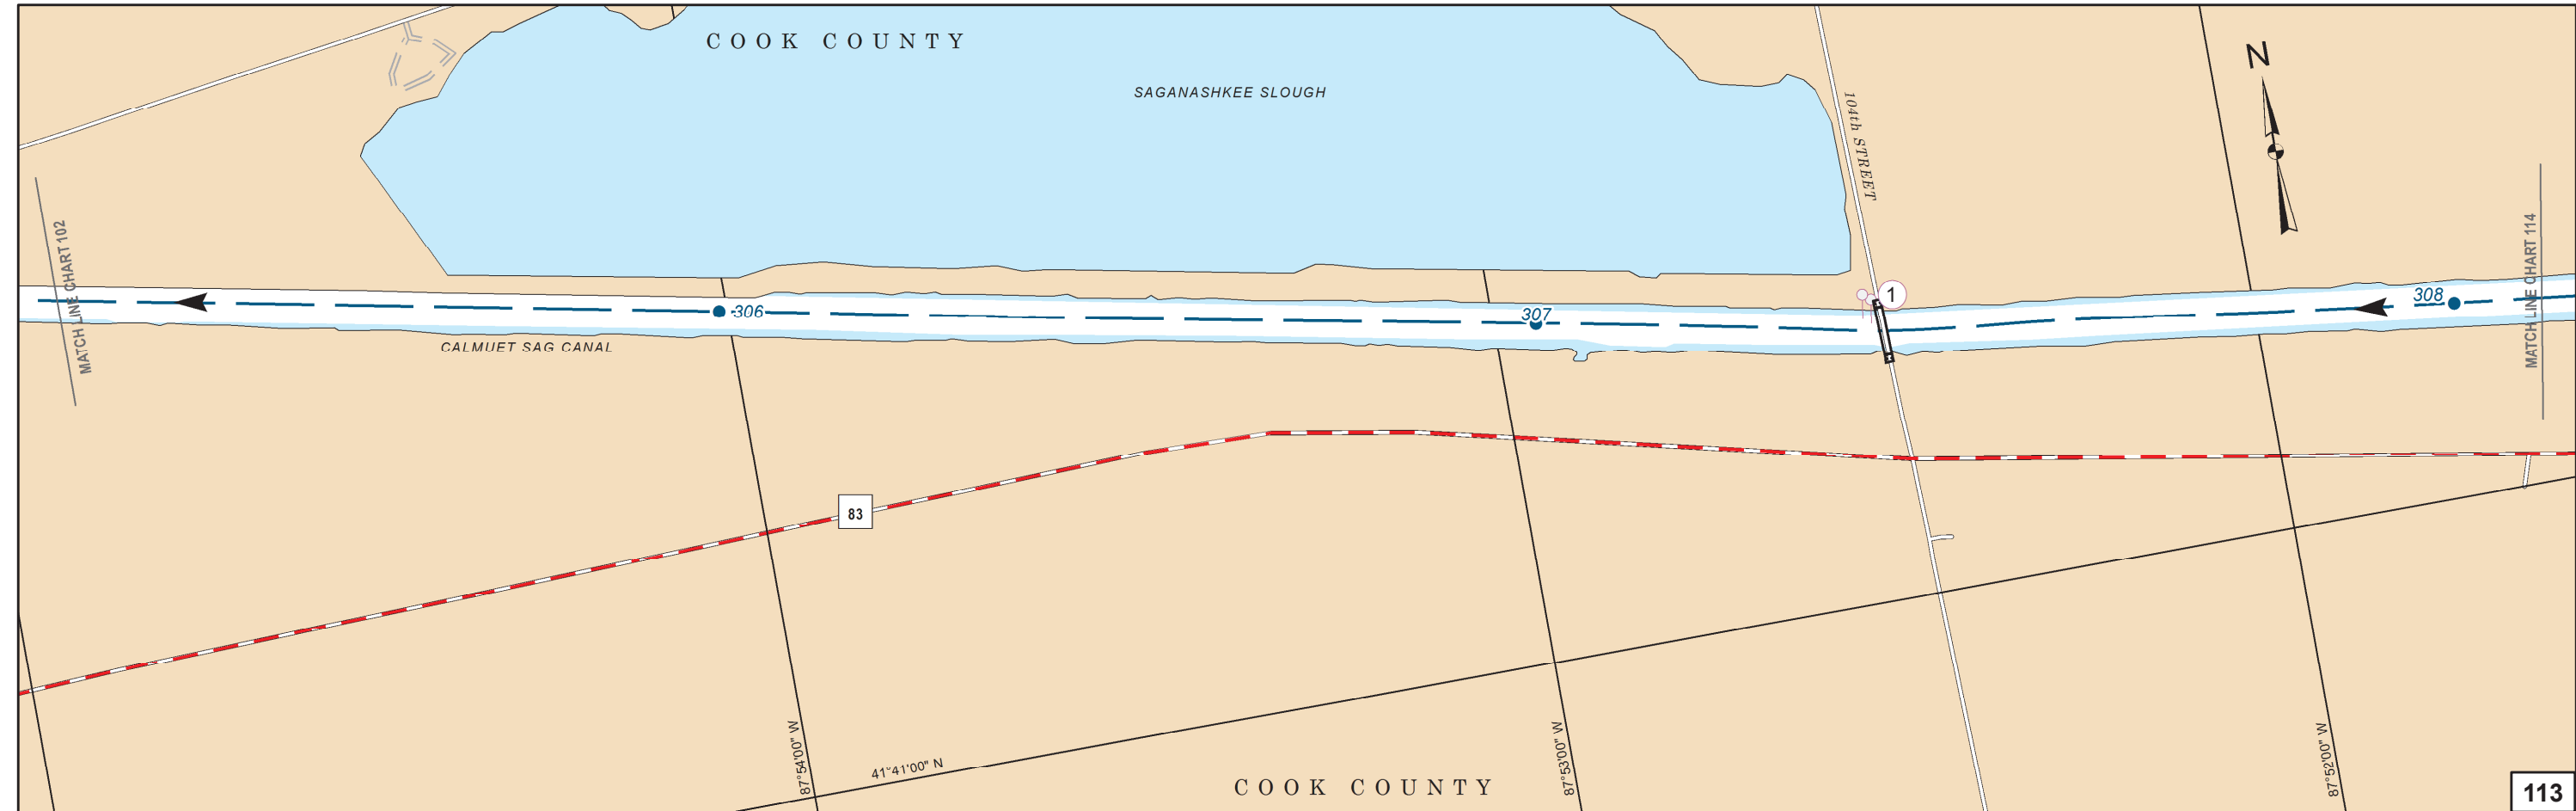 COOK COUNTY
SAGANASHKEE SLOUGH
N
104th STREET
MATCH LINE CHART 102
MATCH LINE CHART 114
1
306
307
308
CALMUET SAG CANAL
83
87°54'00" W
41°41'00" N
87°53'00" W
87°52'00" W
COOK COUNTY
113